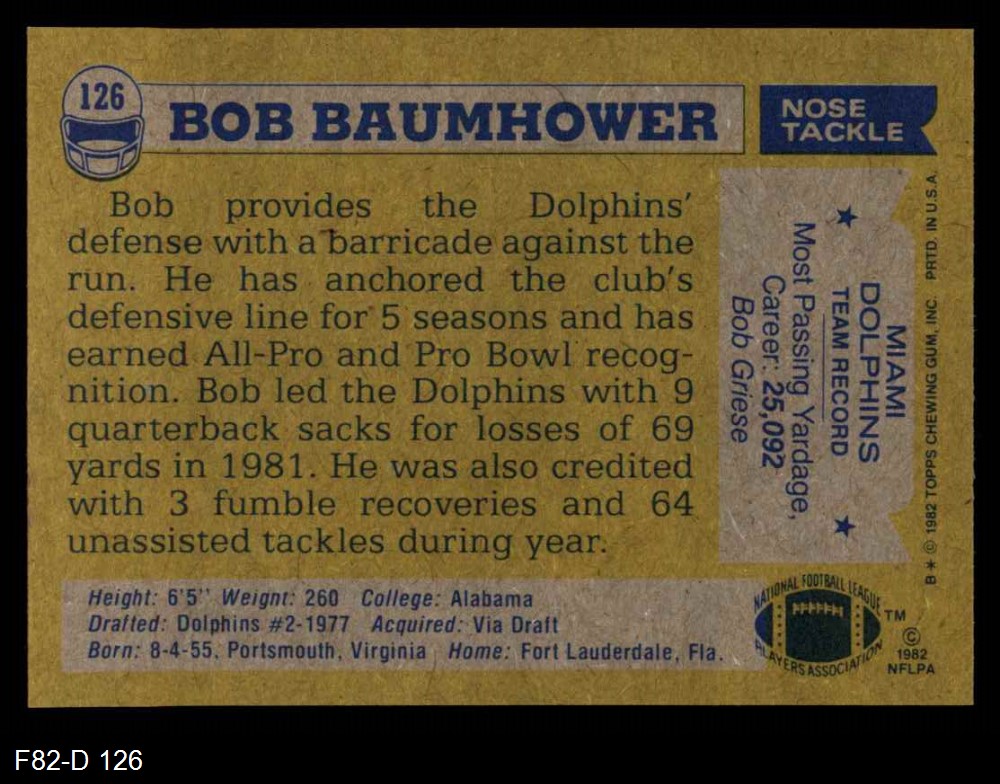 126
BOB BAUMHOWER
NOSE
TACKLE
Bob provides the Dolphins'
defense with a barricade against the
run. He has anchored the club's
defensive line for 5 seasons and has
earned All-Pro and Pro Bowl recog-
nition. Bob led the Dolphins with 9
quarterback sacks for losses of 69
yards in 1981. He was also credited
with 3 fumble recoveries and 64
unassisted tackles during year.
MIAMI
DOLPHINS
★ TEAM RECORD ★
Most Passing Yardage,
Career: 25,092
Bob Griese
B * © 1982 TOPPS CHEWING GUM, INC. PRTD. IN U.S.A.
Height: 6'5" Weight: 260 College: Alabama
Drafted: Dolphins #2-1977 Acquired: Via Draft
Born: 8-4-55, Portsmouth, Virginia Home: Fort Lauderdale, Fla.
NATIONAL FOOTBALL LEAGUE
PLAYERS ASSOCIATION
TM
©
1982
NFLPA
F82-D 126